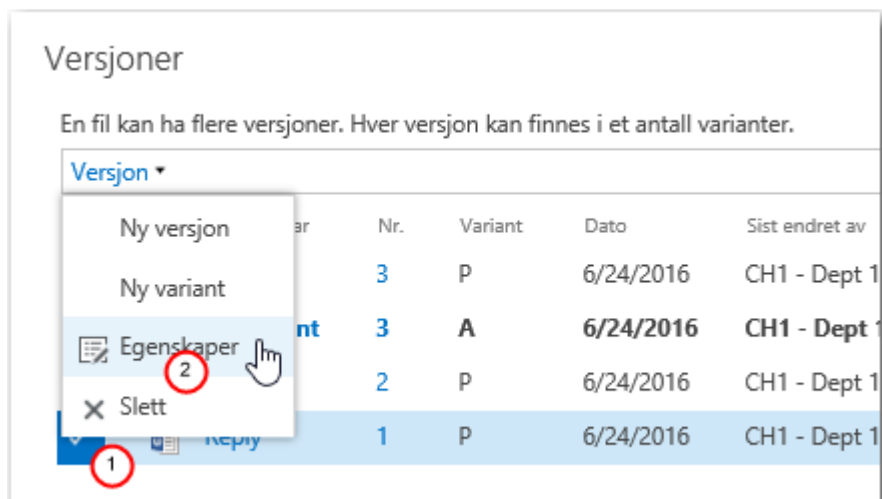 Versjoner
En fil kan ha flere versjoner. Hver versjon kan finnes i et antall varianter.
Versjon
Ny versjon
Nr. Variant Dato Sist endret av
Ny variant
3 P 6/24/2016 CH1 - Dept 1
Egenskaper
2
nt 3 A 6/24/2016 CH1 - Dept 1
2 P 6/24/2016 CH1 - Dept 1
Slett
Reply 1 P 6/24/2016 CH1 - Dept 1
1